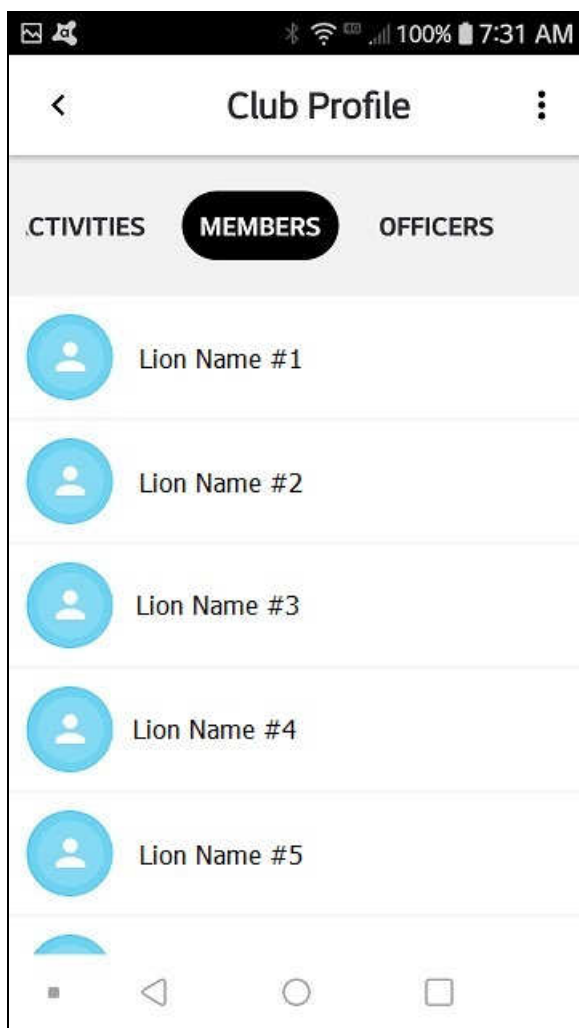 100% 7:31 AM
Club Profile
CTIVITIES MEMBERS OFFICERS
Lion Name #1
Lion Name #2
Lion Name #3
Lion Name #4
Lion Name #5